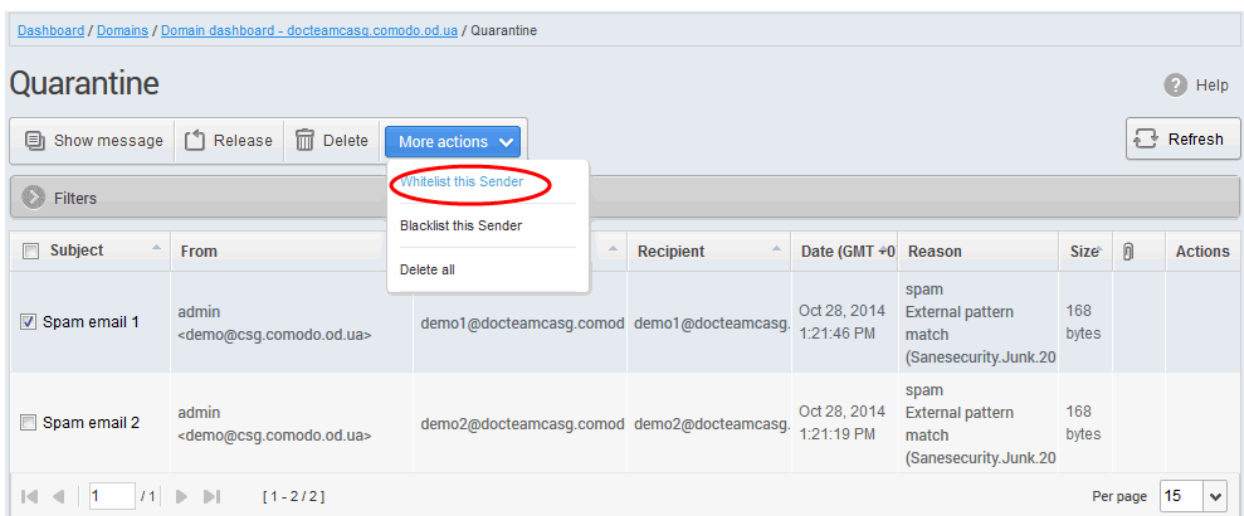 Dashboard / Domains / Domain dashboard - docteamcasg.comodo.od.ua / Quarantine
Quarantine
Help
Show message Release Delete More actions Refresh
Whitelist this Sender
Filters
Blacklist this Sender
Delete all
Subject From Recipient Date (GMT +0 Reason Size Actions
Spam email 1
admin
<demo@csg.comodo.od.ua>
demo1@docteamcasg.comod
demo1@docteamcasg.
Oct 28, 2014
1:21:46 PM
spam
External pattern
match
(Sanesecurity.Junk.20
168
bytes
Spam email 2
admin
<demo@csg.comodo.od.ua>
demo2@docteamcasg.comod
demo2@docteamcasg.
Oct 28, 2014
1:21:19 PM
spam
External pattern
match
(Sanesecurity.Junk.20
168
bytes
1 / 1 [ 1 - 2 / 2 ] Per page 15